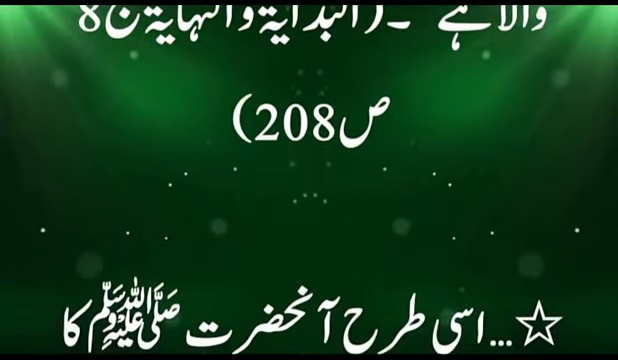 والا ہے"۔(البدایۃ والنہایۃ ج8
ص208)
☆...اسی طرح آنحضرت ﷺ کا